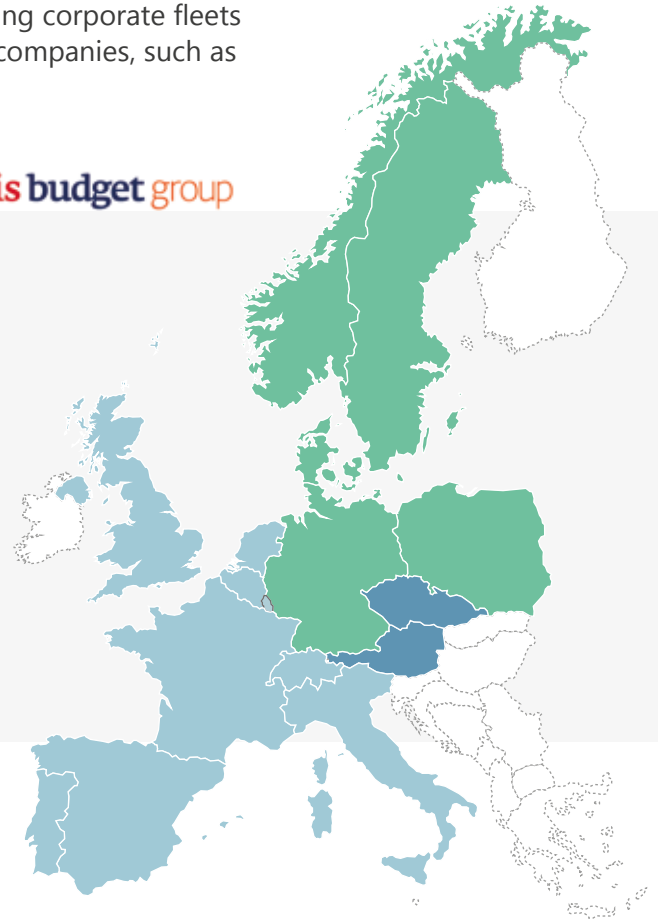 ng corporate fleets
companies, such as
is budget group